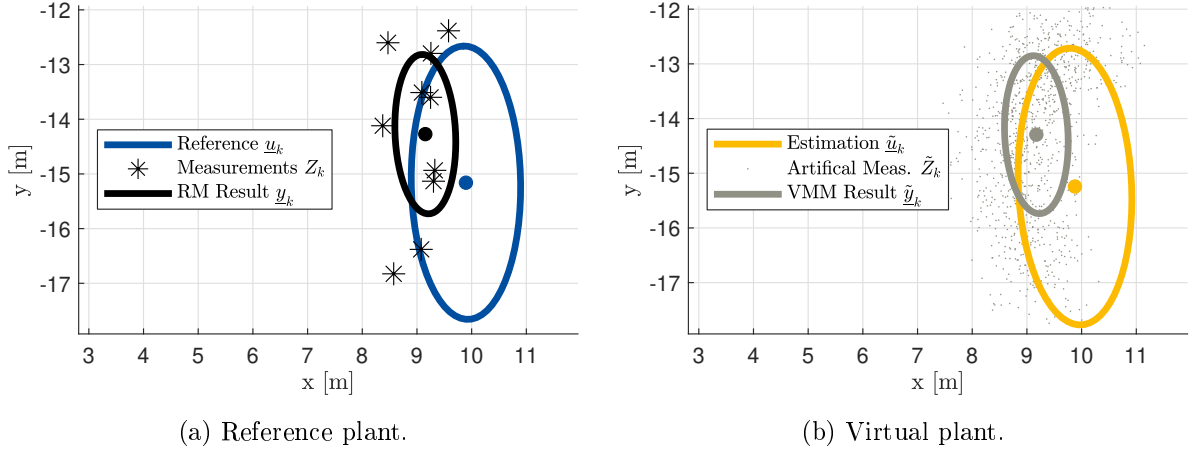 -12
-13
-14
-15
-16
-17
y [m]
3 4 5 6 7 8 9 10 11
x [m]
Reference u_k
Measurements Z_k
RM Result y_k
(a) Reference plant.
-12
-13
-14
-15
-16
-17
y [m]
3 4 5 6 7 8 9 10 11
x [m]
Estimation ũ_k
Artifical Meas. Z̃_k
VMM Result ỹ_k
(b) Virtual plant.